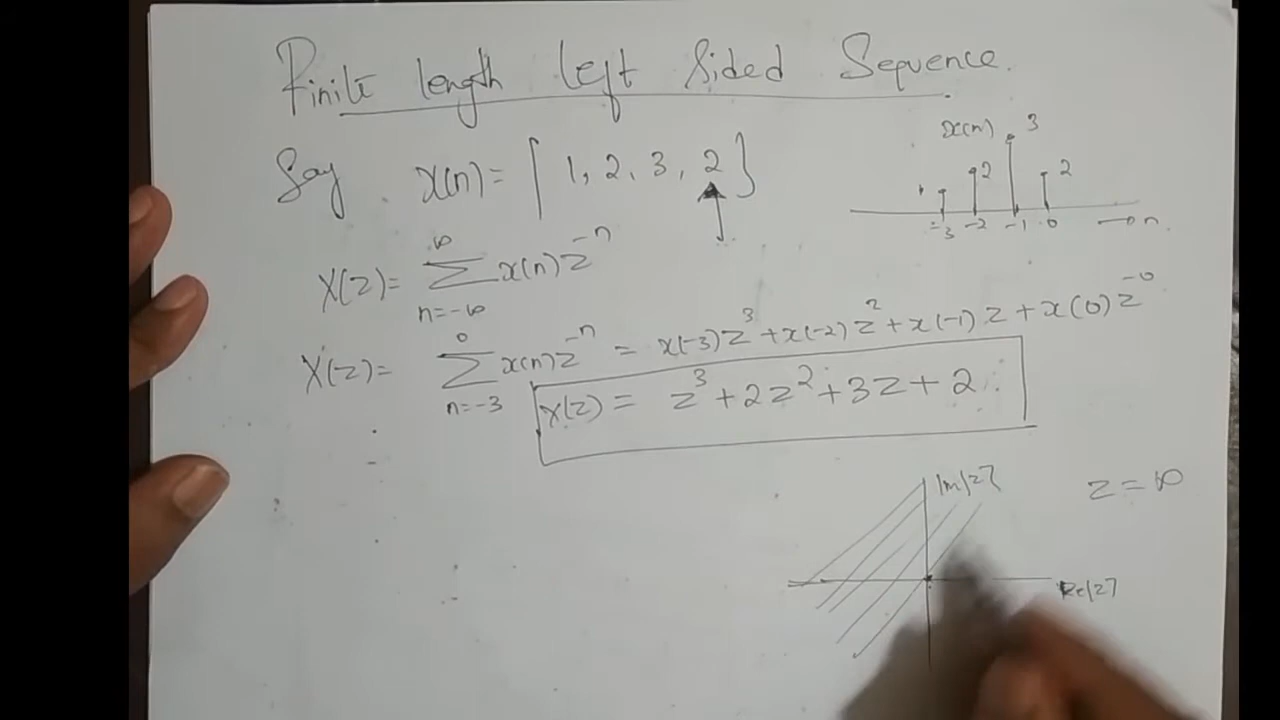 Finite length left Sided Sequence.
Say x(n) = [ 1, 2, 3, 2 }
x(n) 3
2 2
-3 -2 -1 0 → n
X(z) = ∑ x(n) z^-n
n=-∞ ∞
X(z) = ∑ x(n) z^-n = x(-3) z^3 + x(-2) z^2 + x(-1) z + x(0) z^-0
n=-3 0
X(z) = z^3 + 2z^2 + 3z + 2
Im|z| z = ∞
Re|z|